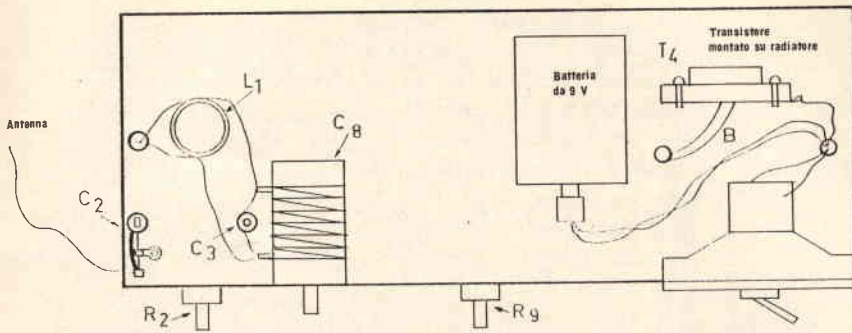 Antenna
C2
L1
C3
C8
R2
Batteria
da 9 V
R9
T4
Transistore
montato su radiatore
B